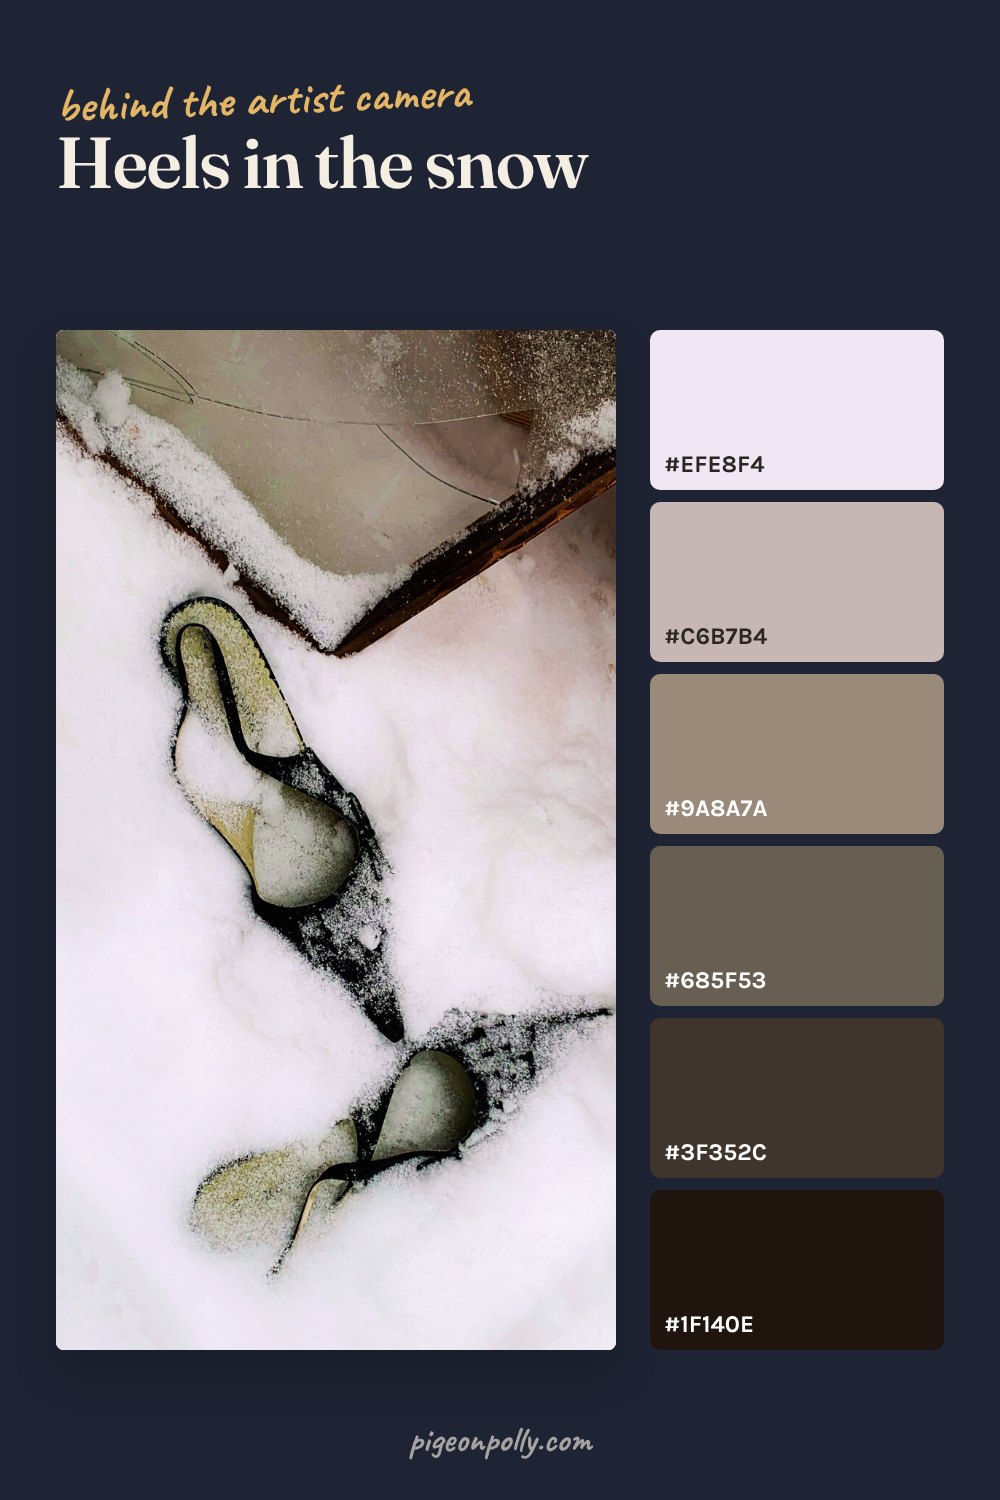 behind the artist camera
Heels in the snow
#EFE8F4
#C6B7B4
#9A8A7A
#685F53
#3F352C
#1F140E
pigeonpolly.com